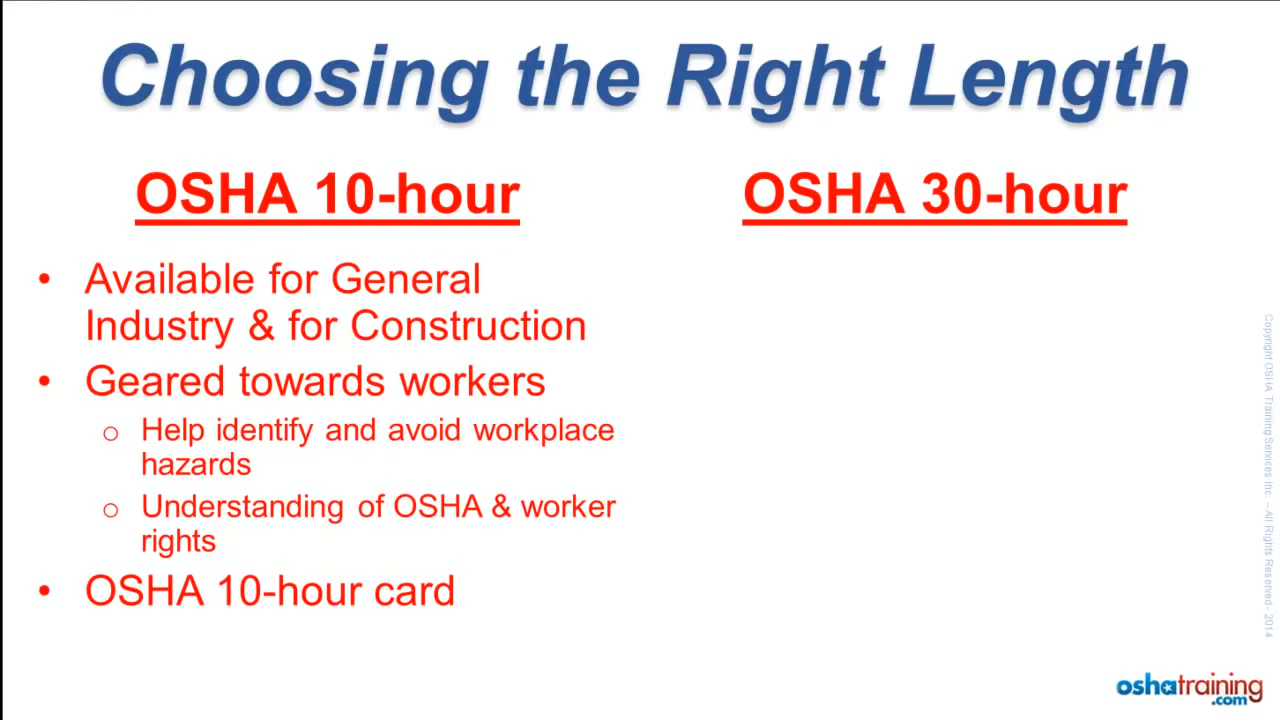 Choosing the Right Length
OSHA 10-hour
• Available for General
Industry & for Construction
• Geared towards workers
o Help identify and avoid workplace
hazards
o Understanding of OSHA & worker
rights
• OSHA 10-hour card
OSHA 30-hour
Copyright OSHA Training Services Inc. – All Rights Reserved - 2014
oshatraining
.com